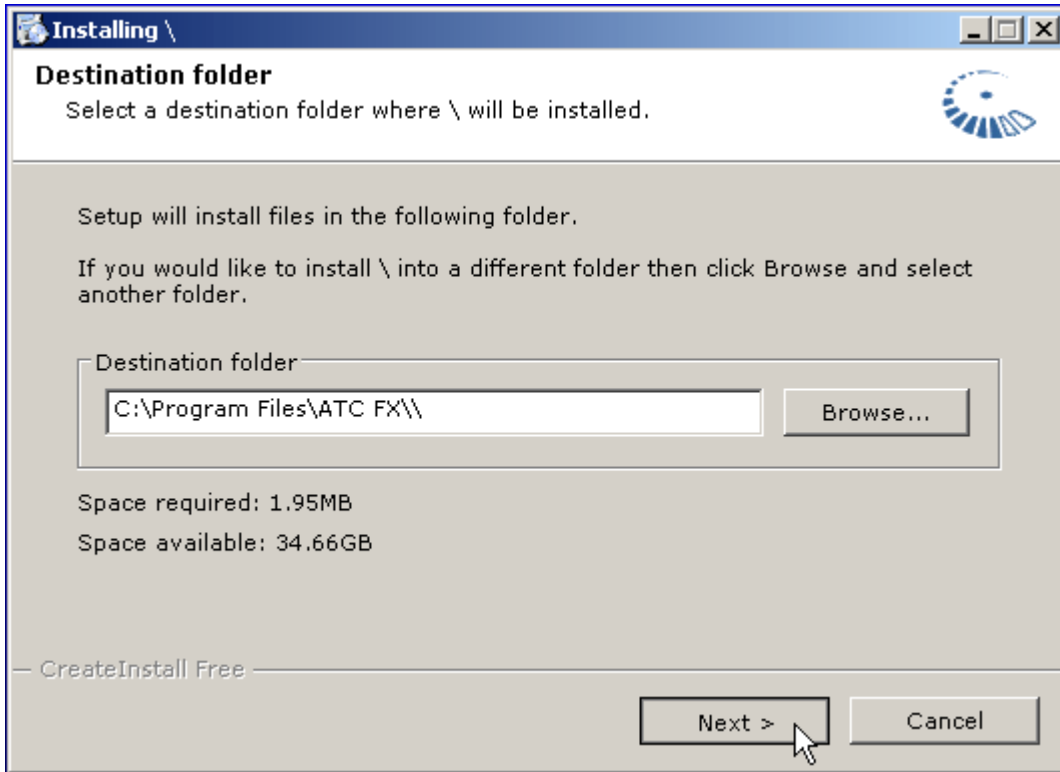 Installing \
Destination folder
Select a destination folder where \ will be installed.
Setup will install files in the following folder.
If you would like to install \ into a different folder then click Browse and select
another folder.
Destination folder
C:\Program Files\ATC FX\\
Browse...
Space required: 1.95MB
Space available: 34.66GB
CreateInstall Free
Next >
Cancel